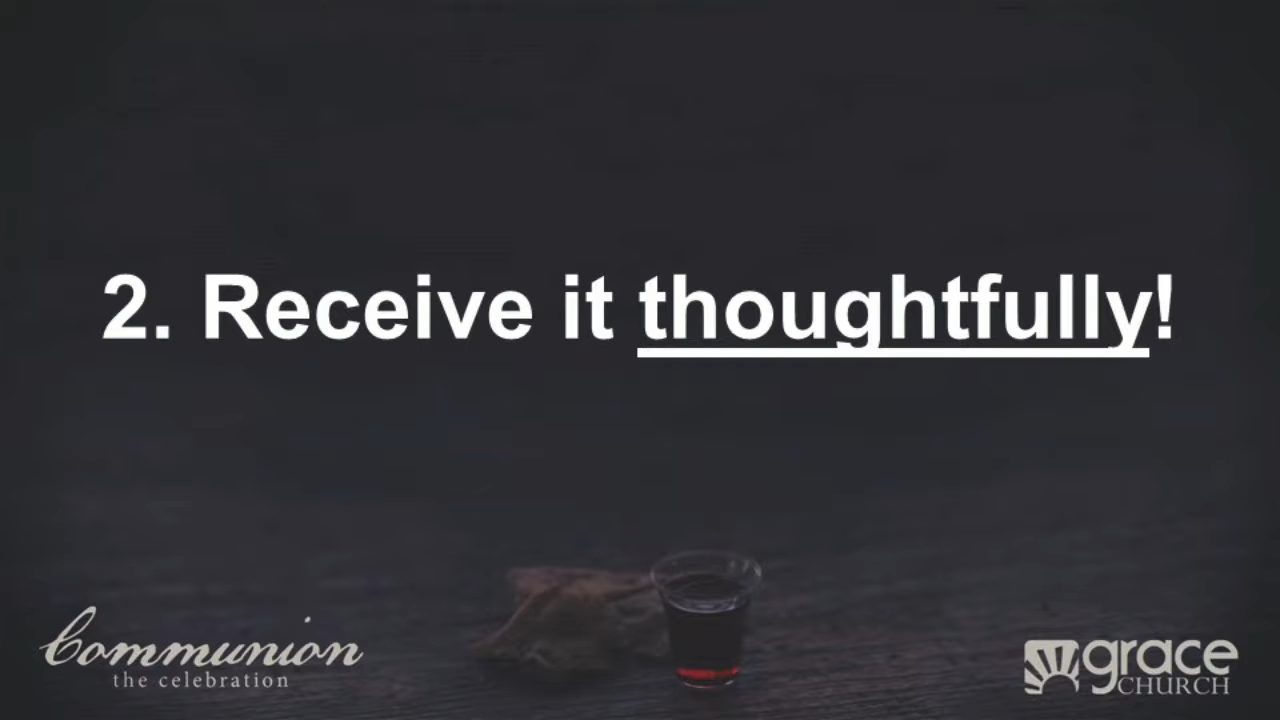 2. Receive it thoughtfully!
Communion
the celebration
grace
CHURCH